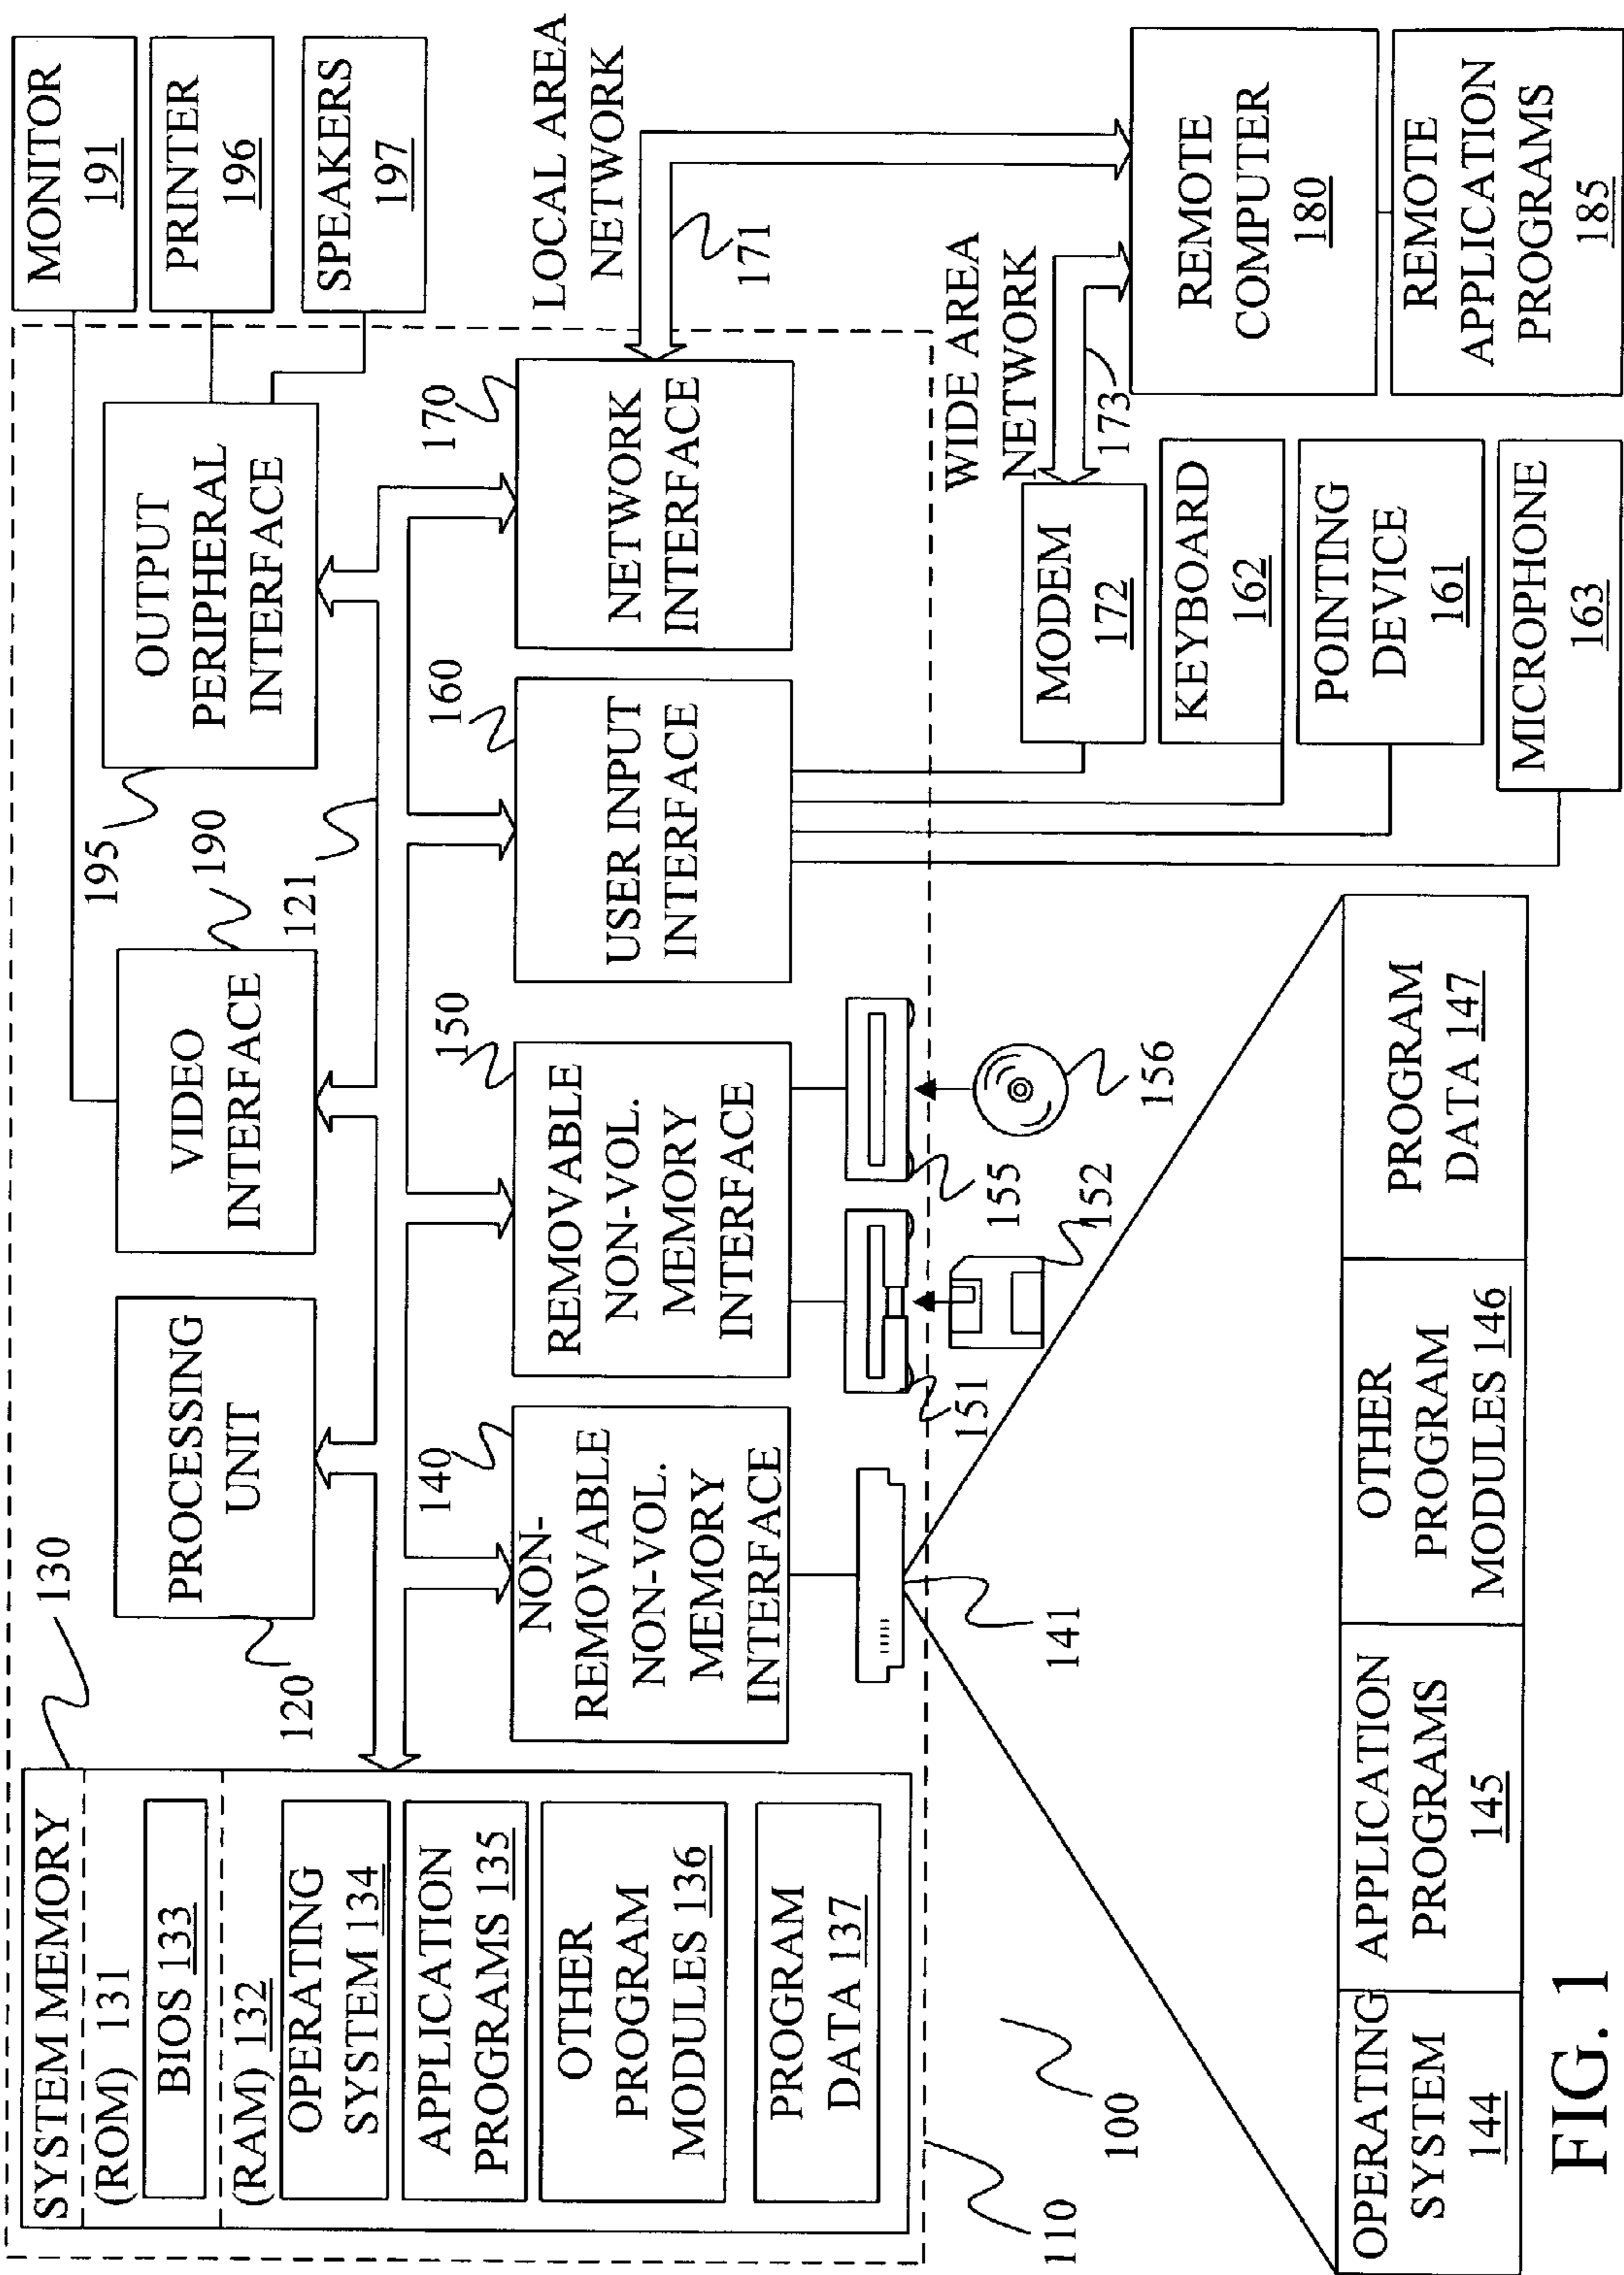 SYSTEM MEMORY
(ROM) 131
BIOS 133
(RAM) 132
OPERATING
SYSTEM 134
APPLICATION
PROGRAMS 135
OTHER
PROGRAM
MODULES 136
PROGRAM
DATA 137
130
PROCESSING
UNIT
120
VIDEO
INTERFACE
190
121
OUTPUT
PERIPHERAL
INTERFACE
195
MONITOR
191
PRINTER
196
SPEAKERS
197
NON-
REMOVABLE
NON-VOL.
MEMORY
INTERFACE
140
REMOVABLE
NON-VOL.
MEMORY
INTERFACE
150
USER INPUT
INTERFACE
160
NETWORK
INTERFACE
170
LOCAL AREA
NETWORK
171
141
151
152
155
156
WIDE AREA
NETWORK
173
MODEM
172
KEYBOARD
162
POINTING
DEVICE
161
MICROPHONE
163
REMOTE
COMPUTER
180
REMOTE
APPLICATION
PROGRAMS
185
110
100
OPERATING
SYSTEM
144
APPLICATION
PROGRAMS
145
OTHER
PROGRAM
MODULES 146
PROGRAM
DATA 147
FIG. 1